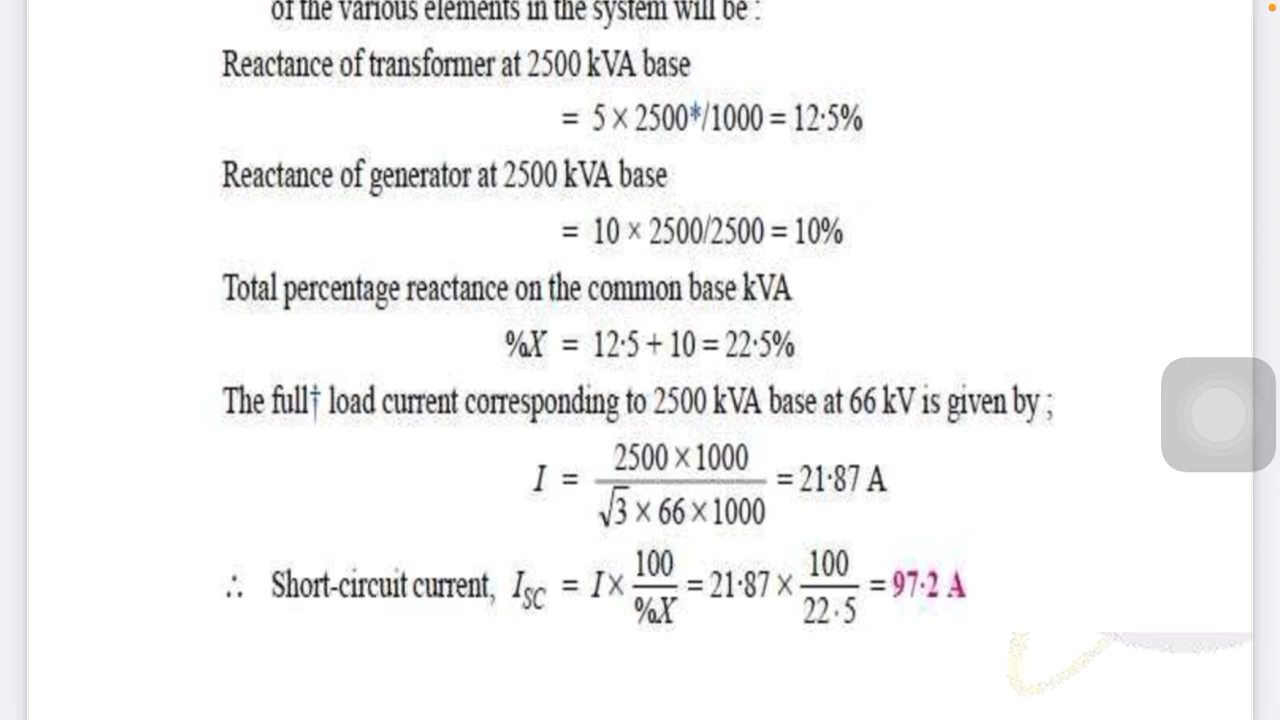 of the various elements in the system will be :
Reactance of transformer at 2500 kVA base
= 5 × 2500*/1000 = 12·5%
Reactance of generator at 2500 kVA base
= 10 × 2500/2500 = 10%
Total percentage reactance on the common base kVA
%X = 12·5 + 10 = 22·5%
The full† load current corresponding to 2500 kVA base at 66 kV is given by ;
I = 2500 × 1000 / √3 × 66 × 1000 = 21·87 A
∴ Short-circuit current, I_SC = I × 100/%X = 21·87 × 100/22·5 = 97·2 A